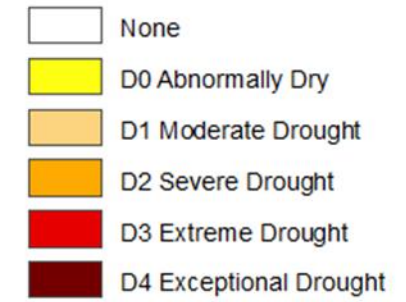 None
D0 Abnormally Dry
D1 Moderate Drought
D2 Severe Drought
D3 Extreme Drought
D4 Exceptional Drought